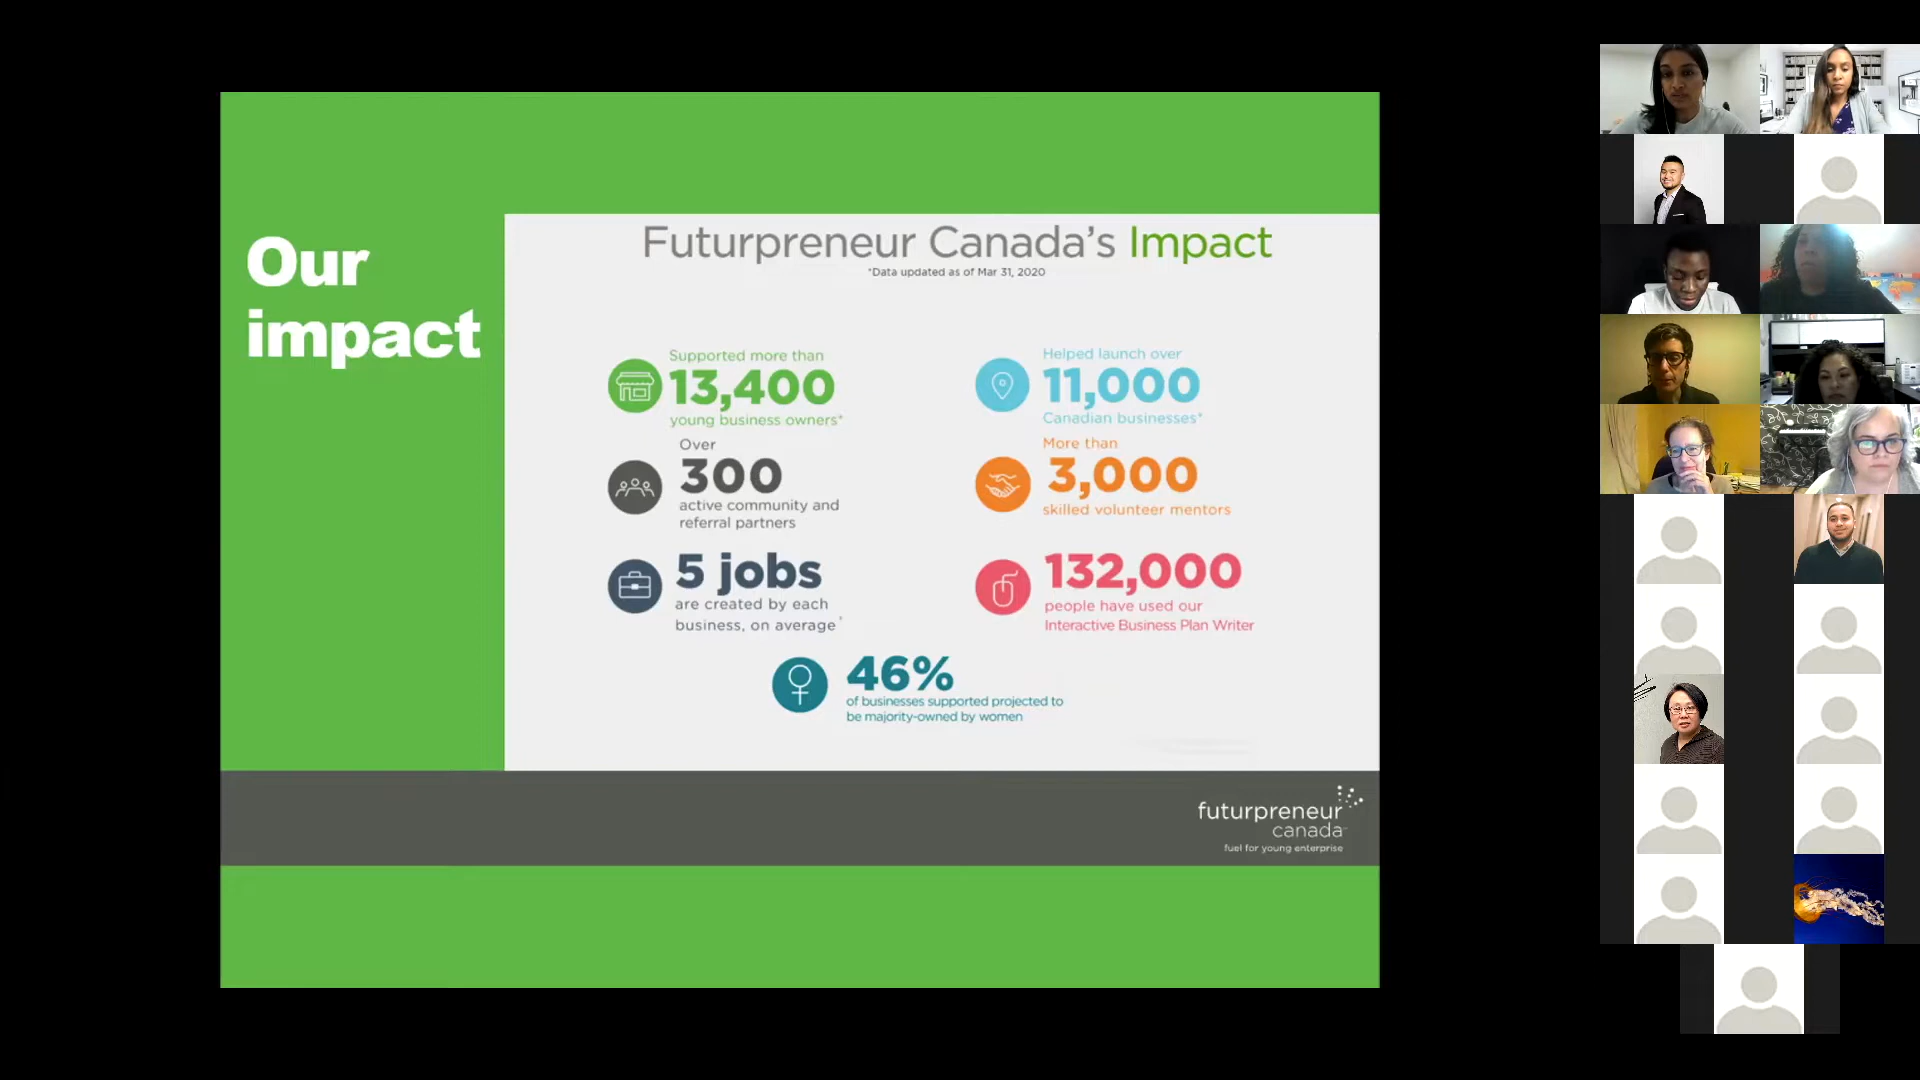 Our
impact
Futurpreneur Canada's Impact
*Data updated as of Mar 31, 2020
Supported more than
13,400
young business owners*
Helped launch over
11,000
Canadian businesses*
Over
300
active community and
referral partners
More than
3,000
skilled volunteer mentors
5 jobs
are created by each
business, on average*
132,000
people have used our
Interactive Business Plan Writer
46%
of businesses supported projected to
be majority-owned by women
futurpreneur
canada
fuel for young enterprise